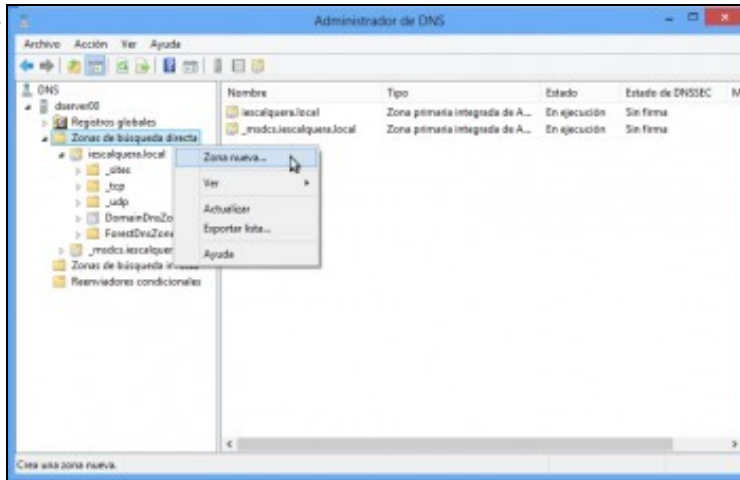 Administrador de DNS
Archivo Acción Ver Ayuda
DNS
dserver00
Registros globales
Zonas de búsqueda directa
iescalquera.local
_sites
_tcp
_udp
DomainDnsZo
ForestDnsZone
_msdcs.iescalquer
Zonas de búsqueda inversa
Reenviadores condicionales
Nombre Tipo Estado Estado de DNSSEC M
iescalquera.local Zona primaria integrada de A... En ejecución Sin firma
_msdcs.iescalquera.local Zona primaria integrada de A... En ejecución Sin firma
Zona nueva...
Ver
Actualizar
Exportar lista...
Ayuda
Crea una zona nueva.